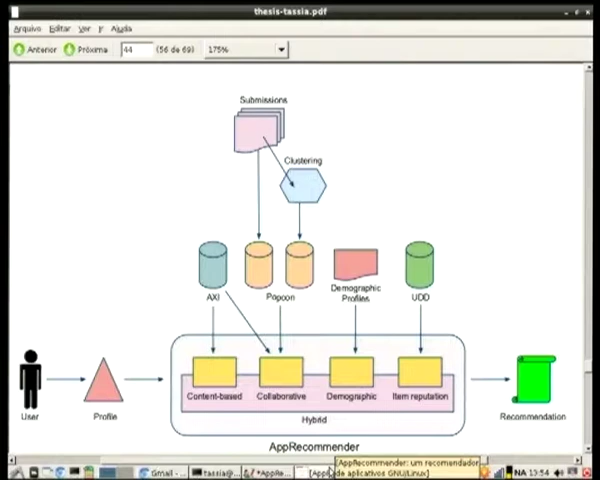 thesis-tassia.pdf
Arquivo Editar Ver Ir Ajuda
Anterior Próxima 44 (56 de 69) 175%
Submissions
Clustering
AXI Popcon Demographic Profiles UDD
Content-based Collaborative Demographic Item reputation
Hybrid
User Profile Recommendation
AppRecommender
[AppRecommender: um recomendador
de aplicativos GNU/Linux]
Gmail - tassia@ NA 13:54